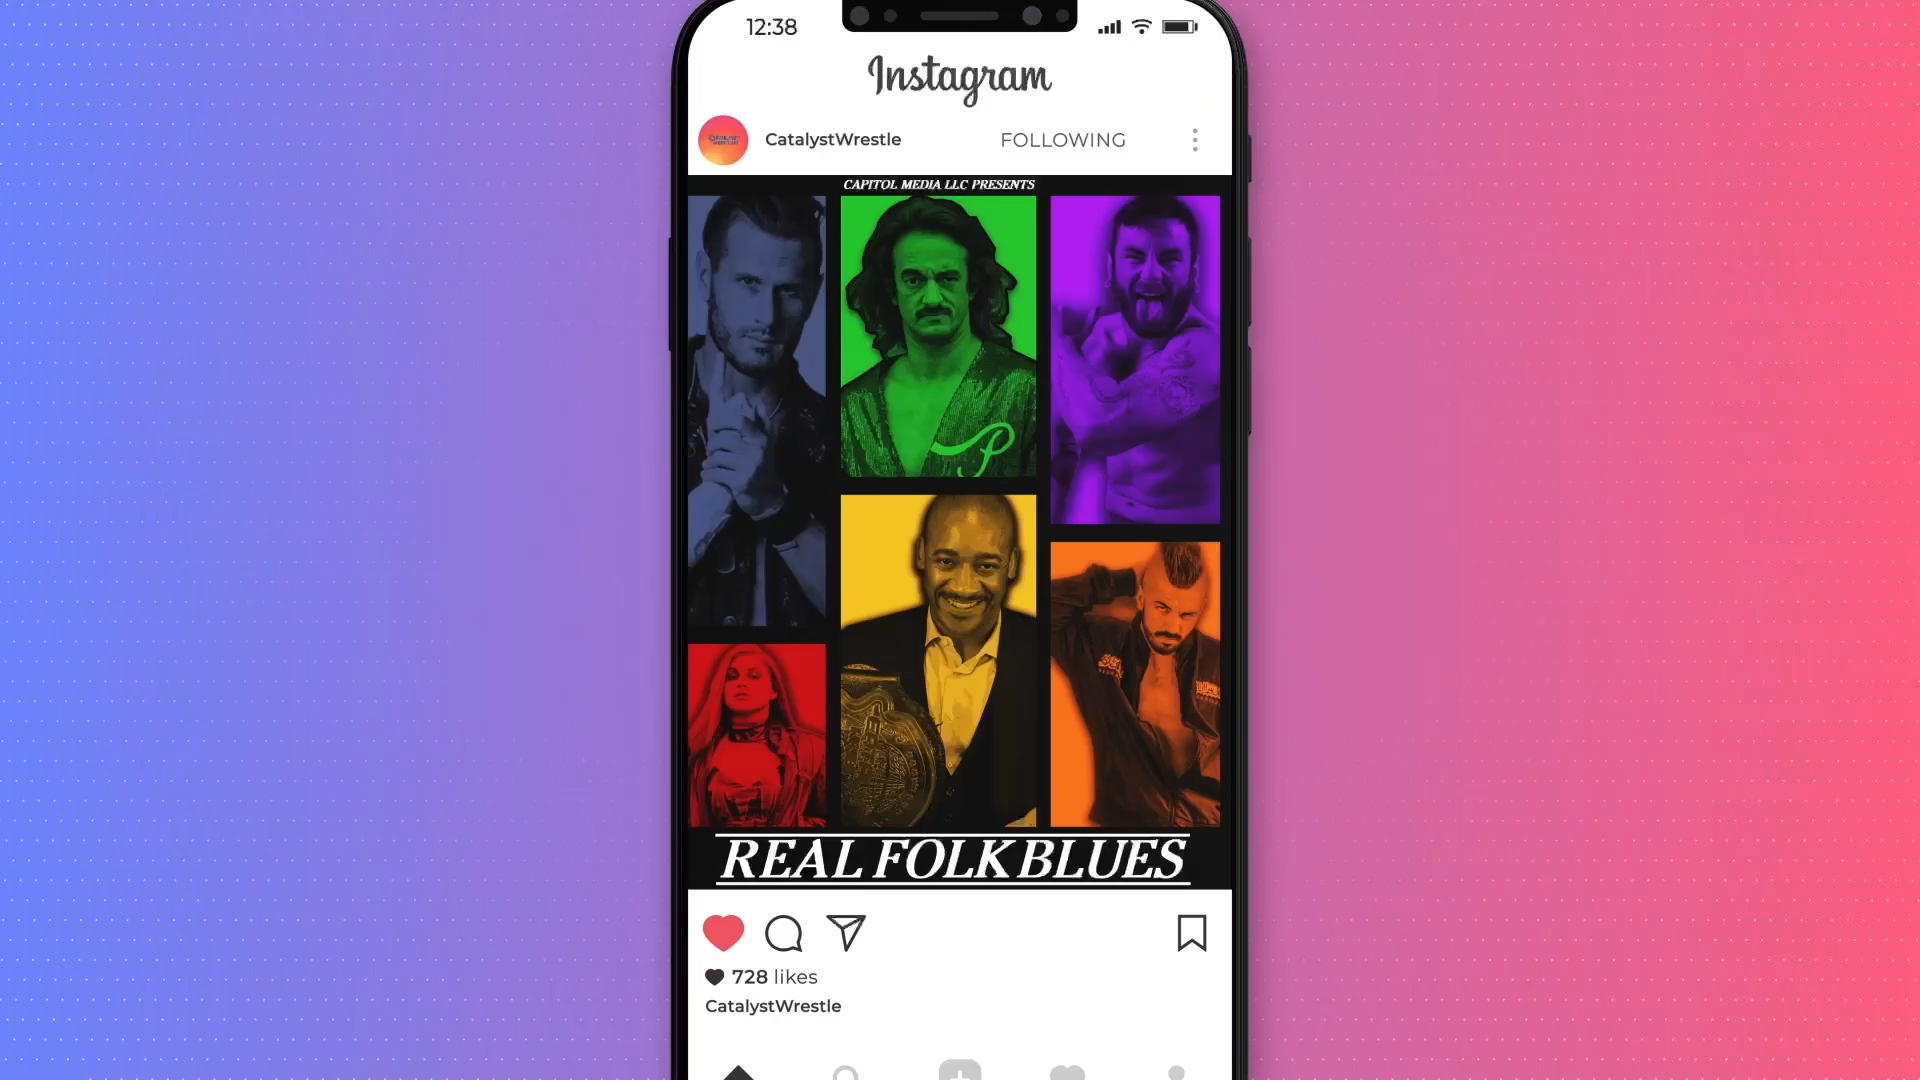 12:38
Instagram
CatalystWrestle
FOLLOWING
CAPITOL MEDIA LLC PRESENTS
P
REAL FOLK BLUES
728 likes
CatalystWrestle